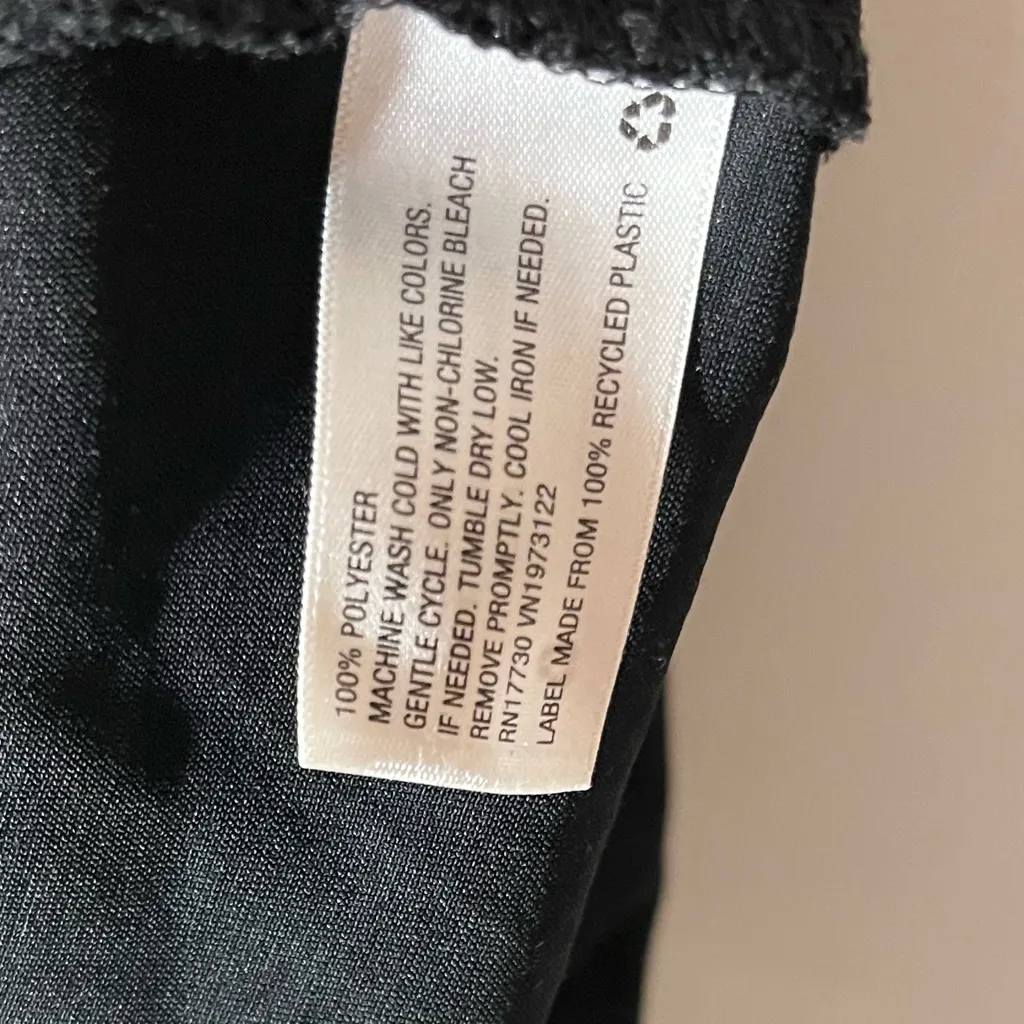 100% POLYESTER
MACHINE WASH COLD WITH LIKE COLORS.
GENTLE CYCLE. ONLY NON-CHLORINE BLEACH
IF NEEDED. TUMBLE DRY LOW.
REMOVE PROMPTLY. COOL IRON IF NEEDED.
RN17730 VN1973122
LABEL MADE FROM 100% RECYCLED PLASTIC